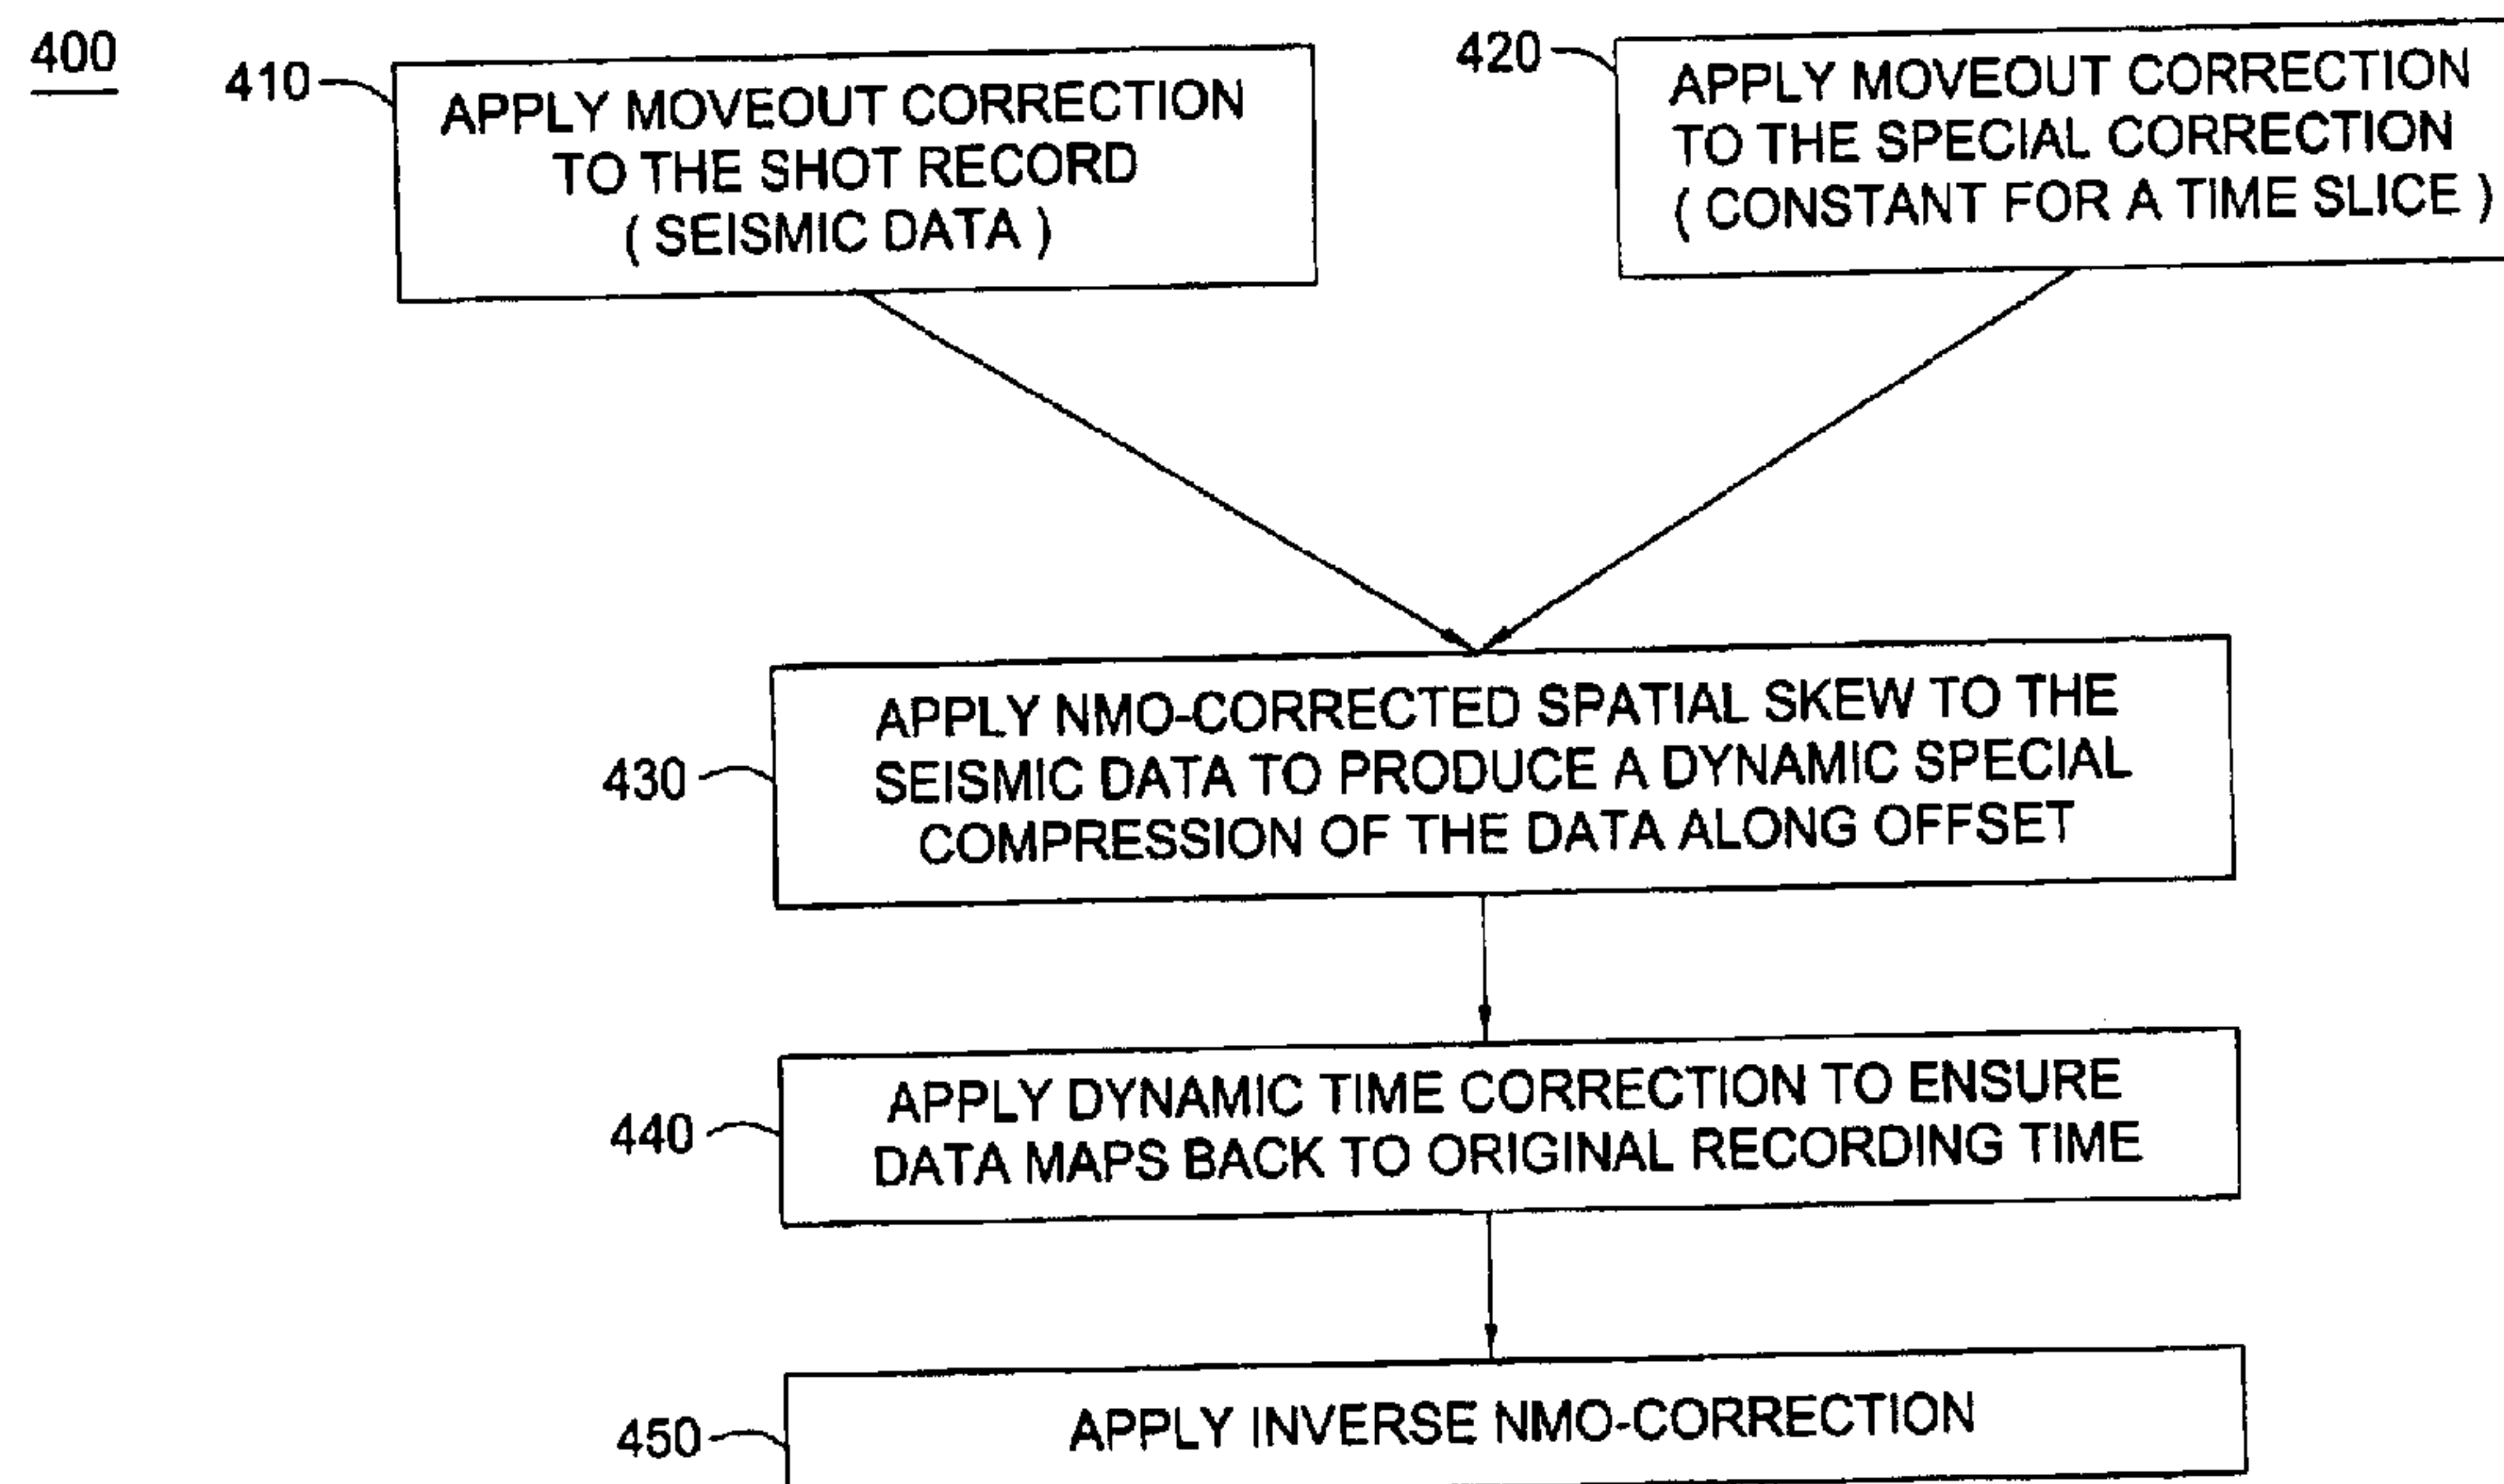 400
410
APPLY MOVEOUT CORRECTION
TO THE SHOT RECORD
( SEISMIC DATA )
420
APPLY MOVEOUT CORRECTION
TO THE SPECIAL CORRECTION
( CONSTANT FOR A TIME SLICE )
430
APPLY NMO-CORRECTED SPATIAL SKEW TO THE
SEISMIC DATA TO PRODUCE A DYNAMIC SPECIAL
COMPRESSION OF THE DATA ALONG OFFSET
440
APPLY DYNAMIC TIME CORRECTION TO ENSURE
DATA MAPS BACK TO ORIGINAL RECORDING TIME
450
APPLY INVERSE NMO-CORRECTION